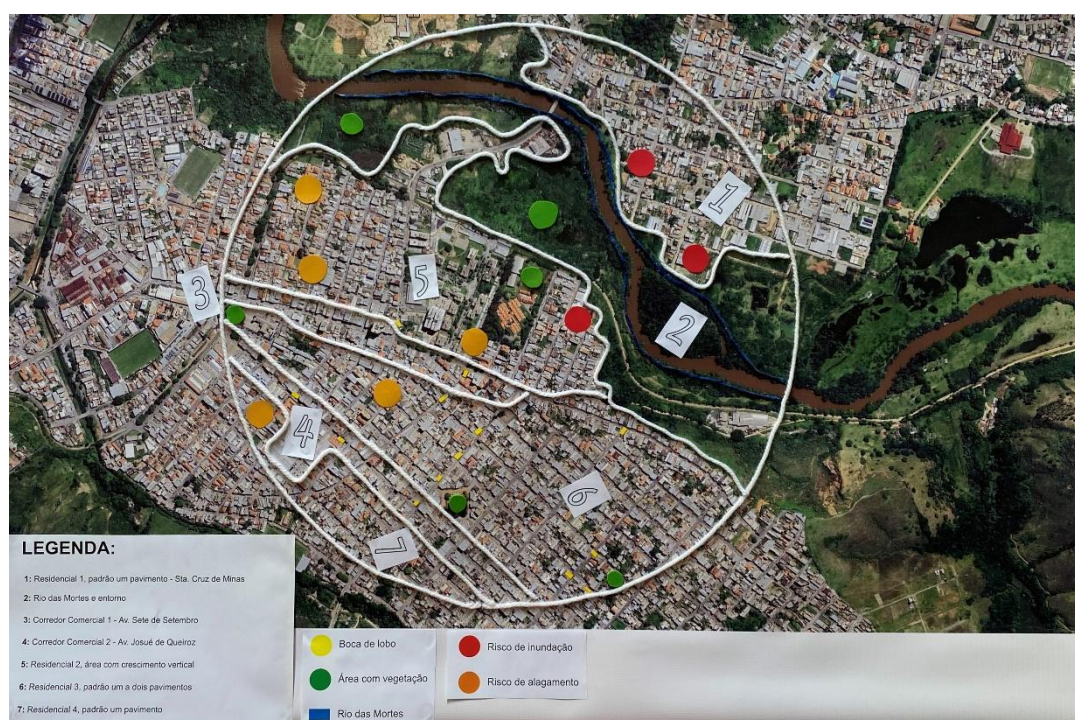 1
3
5
2
4
6
7
LEGENDA:
1: Residencial 1, padrão um pavimento - Sta. Cruz de Minas
2: Rio das Mortes e entorno
3: Corredor Comercial 1 - Av. Sete de Setembro
4: Corredor Comercial 2 - Av. Josué de Queiroz
5: Residencial 2, área com crescimento vertical
6: Residencial 3, padrão um a dois pavimentos
7: Residencial 4, padrão um pavimento
Boca de lobo
Área com vegetação
Rio das Mortes
Risco de inundação
Risco de alagamento